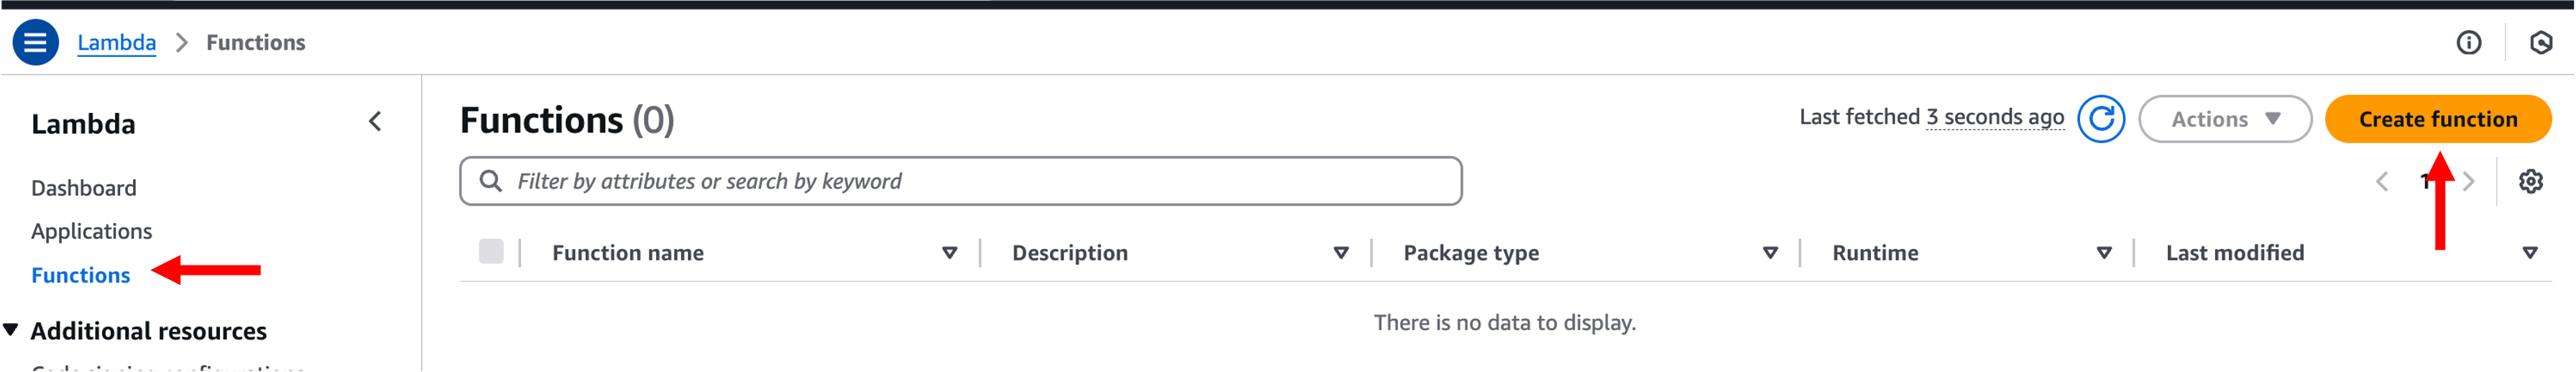 Lambda > Functions
Lambda
Dashboard
Applications
Functions
Additional resources
Functions (0)
Last fetched 3 seconds ago
Actions
Create function
Filter by attributes or search by keyword
1
Function name
Description
Package type
Runtime
Last modified
There is no data to display.